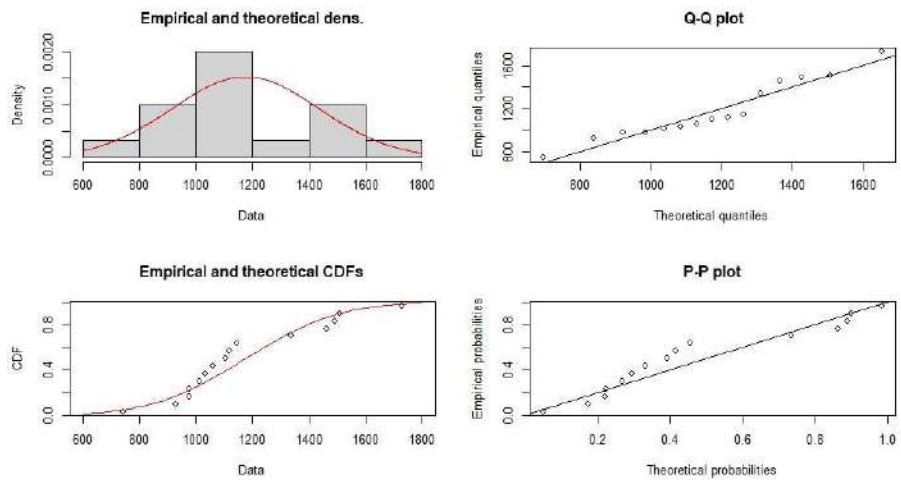 Empirical and theoretical dens.
Density
0.0000 0.0010 0.0020
600 800 1000 1200 1400 1600 1800
Data
Q-Q plot
Empirical quantiles
800 1200 1600
800 1000 1200 1400 1600
Theoretical quantiles
Empirical and theoretical CDFs
CDF
0.0 0.4 0.8
600 800 1000 1200 1400 1600 1800
Data
P-P plot
Empirical probabilities
0.0 0.4 0.8
0.2 0.4 0.6 0.8 1.0
Theoretical probabilities